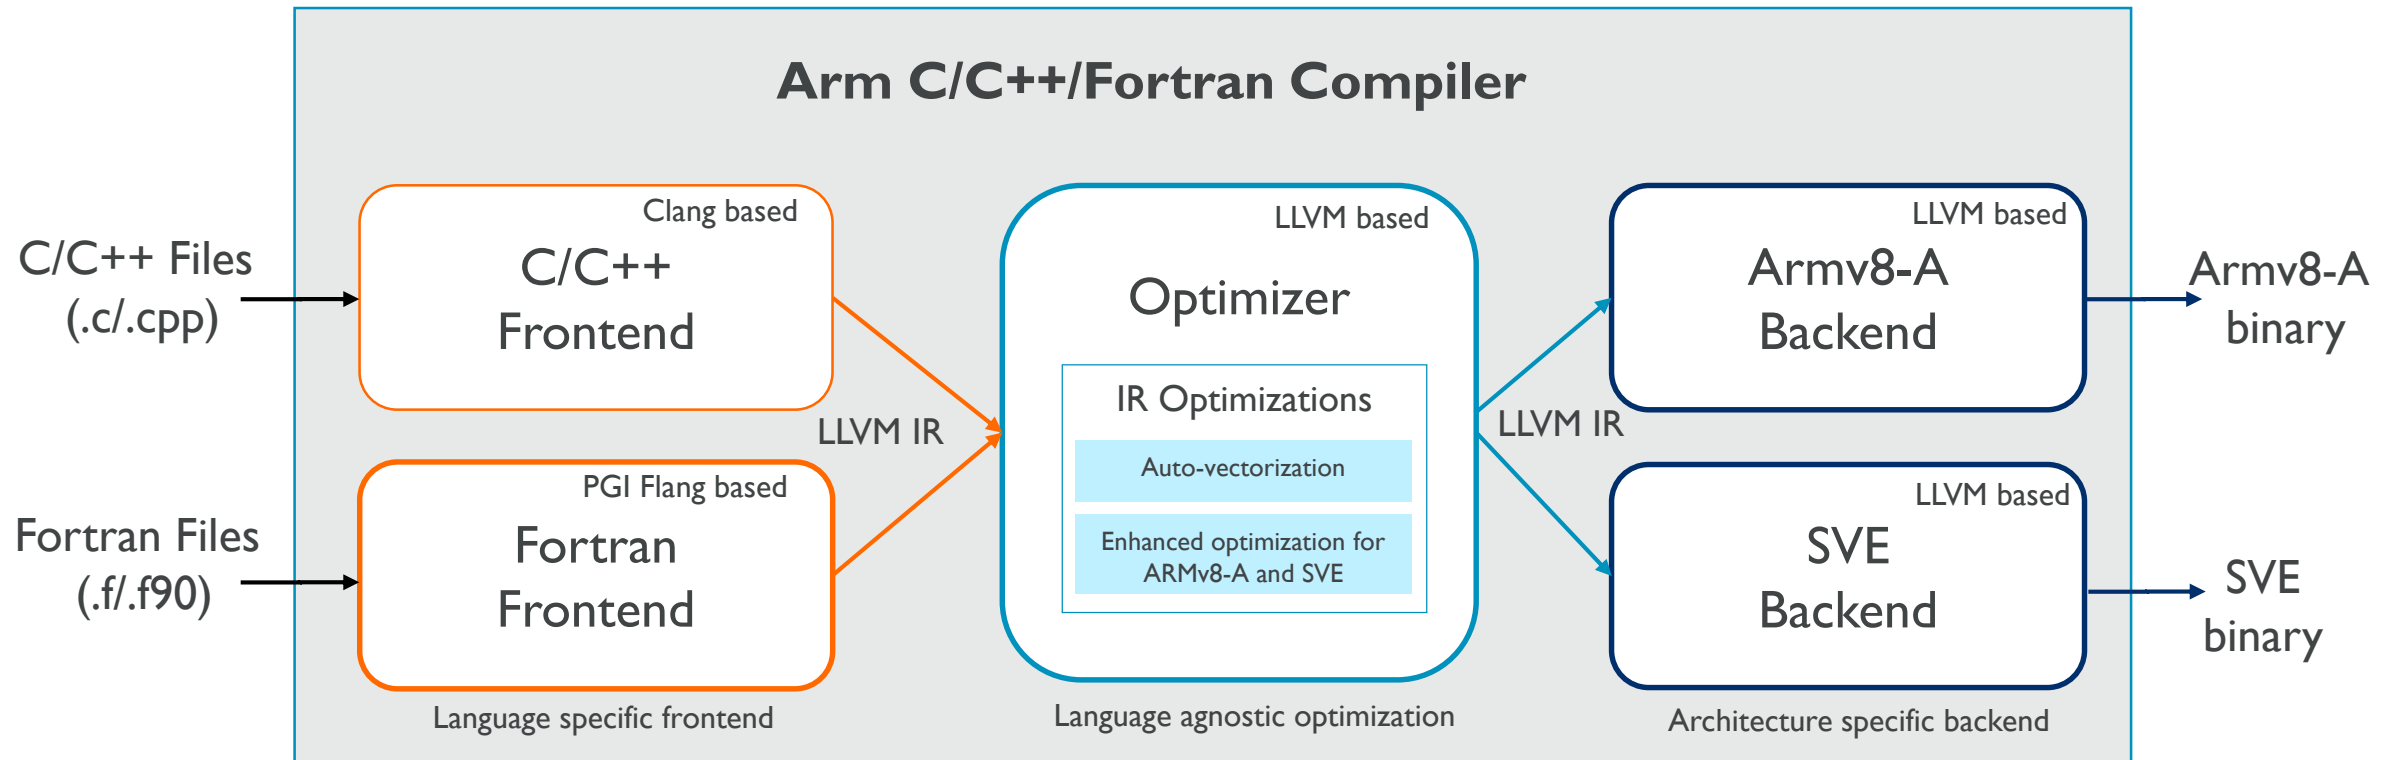 Arm C/C++/Fortran Compiler
C/C++ Files
(.c/.cpp)
Clang based
C/C++
Frontend
Fortran Files
(.f/.f90)
PGI Flang based
Fortran
Frontend
Language specific frontend
LLVM IR
LLVM based
Optimizer
IR Optimizations
Auto-vectorization
Enhanced optimization for
ARMv8-A and SVE
Language agnostic optimization
LLVM IR
LLVM based
Armv8-A
Backend
LLVM based
SVE
Backend
Architecture specific backend
Armv8-A
binary
SVE
binary